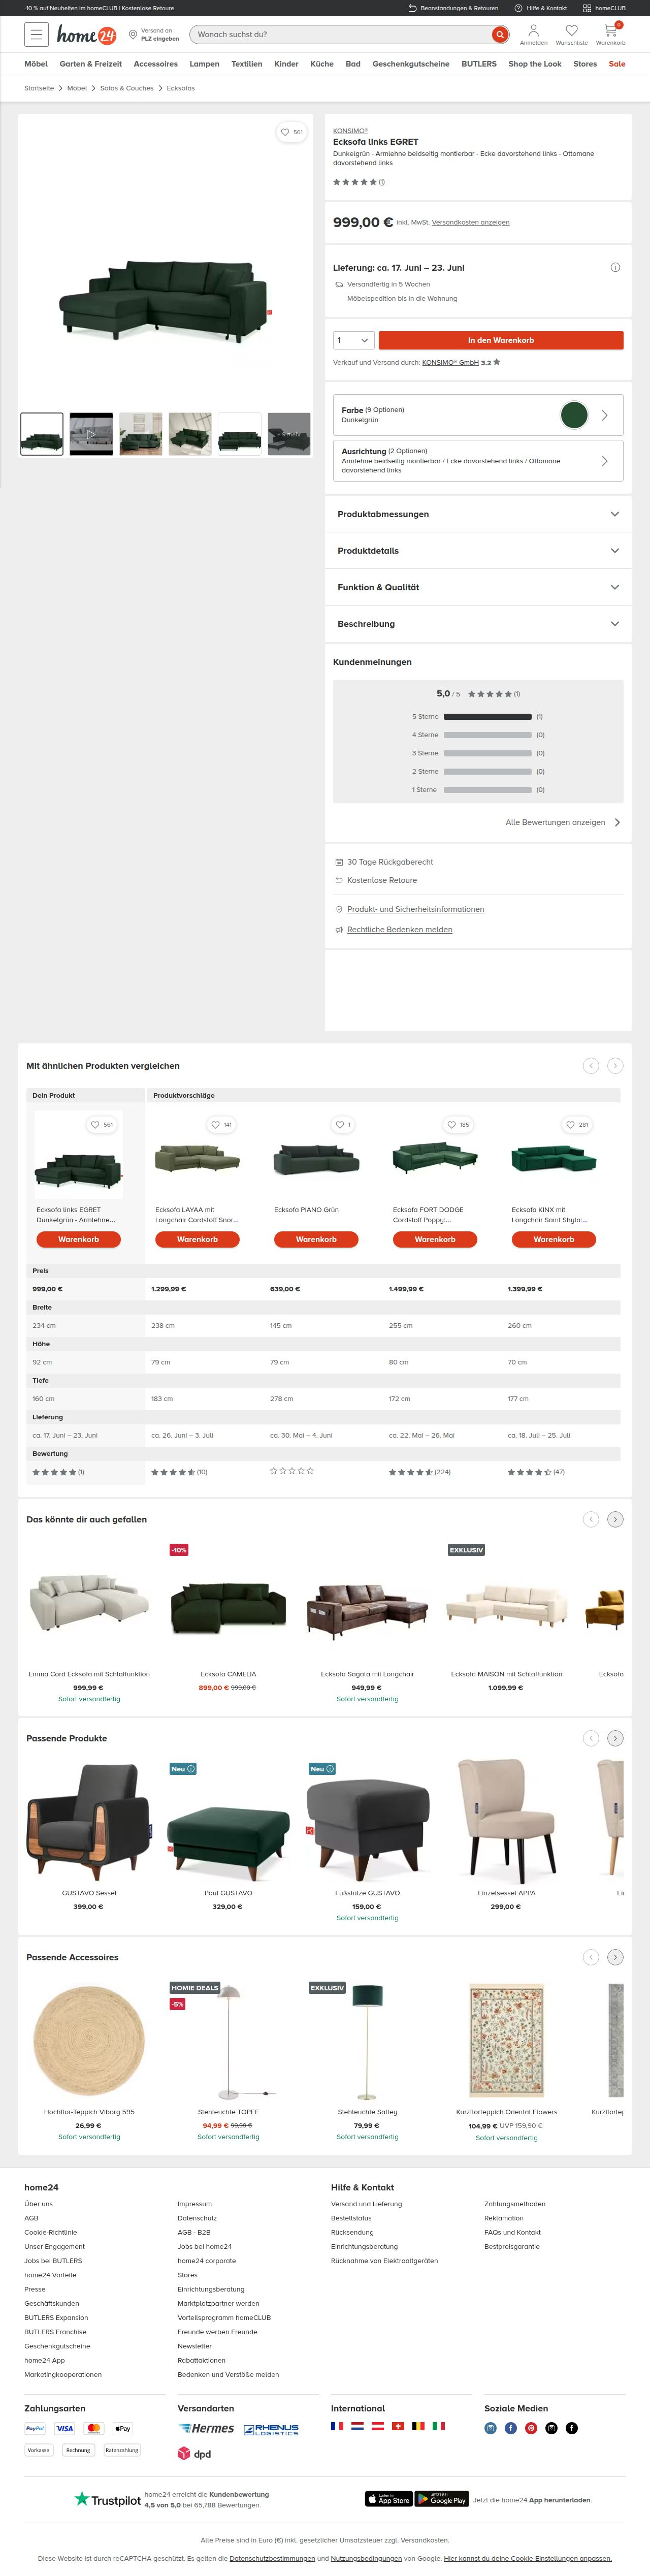 -10 % auf Neuheiten im homeCLUB | Kostenlose Retoure
Beanstandungen & Retouren
Hilfe & Kontakt
homeCLUB
home24
Versand an
PLZ eingeben
Wonach suchst du?
Anmelden
Wunschliste
0
Warenkorb
Möbel Garten & Freizeit Accessoires Lampen Textilien Kinder Küche Bad Geschenkgutscheine BUTLERS Shop the Look Stores Sale
Startseite > Möbel > Sofas & Couches > Ecksofas
561
KONSIMO®
Ecksofa links EGRET
Dunkelgrün - Armlehne beidseitig montierbar - Ecke davorstehend links - Ottomane
davorstehend links
(1)
999,00 € inkl. MwSt. Versandkosten anzeigen
Lieferung: ca. 17. Juni – 23. Juni
Versandfertig in 5 Wochen
Möbelspedition bis in die Wohnung
1
In den Warenkorb
Verkauf und Versand durch: KONSIMO® GmbH 3.2 ★
Farbe (9 Optionen)
Dunkelgrün
Ausrichtung (2 Optionen)
Armlehne beidseitig montierbar / Ecke davorstehend links / Ottomane
davorstehend links
Produktabmessungen
Produktdetails
Funktion & Qualität
Beschreibung
Kundenmeinungen
5,0 / 5 ★★★★★ (1)
5 Sterne (1)
4 Sterne (0)
3 Sterne (0)
2 Sterne (0)
1 Sterne (0)
Alle Bewertungen anzeigen
30 Tage Rückgaberecht
Kostenlose Retoure
Produkt- und Sicherheitsinformationen
Rechtliche Bedenken melden
Mit ähnlichen Produkten vergleichen
Dein Produkt
Produktvorschläge
561
141
1
185
281
Ecksofa links EGRET
Dunkelgrün - Armlehne...
Ecksofa LAYAA mit
Longchair Cordstoff Snor...
Ecksofa PIANO Grün
Ecksofa FORT DODGE
Cordstoff Poppy:...
Ecksofa KINX mit
Longchair Samt Shyla:...
Warenkorb Warenkorb Warenkorb Warenkorb Warenkorb
Preis
999,00 € 1.299,99 € 639,00 € 1.499,99 € 1.399,99 €
Breite
234 cm 238 cm 145 cm 255 cm 260 cm
Höhe
92 cm 79 cm 79 cm 80 cm 70 cm
Tiefe
160 cm 183 cm 278 cm 172 cm 177 cm
Lieferung
ca. 17. Juni – 23. Juni ca. 26. Juni – 3. Juli ca. 30. Mai – 4. Juni ca. 22. Mai – 26. Mai ca. 18. Juli – 25. Juli
Bewertung
(1) (10) (224) (47)
Das könnte dir auch gefallen
-10%
EXKLUSIV
Emma Cord Ecksofa mit Schlaffunktion
999,99 €
Sofort versandfertig
Ecksofa CAMELIA
899,00 € 999,00 €
Ecksofa Sagata mit Longchair
949,99 €
Sofort versandfertig
Ecksofa MAISON mit Schlaffunktion
1.099,99 €
Ecksofa
Passende Produkte
Neu
Neu
GUSTAVO Sessel
399,00 €
Pouf GUSTAVO
329,00 €
Fußstütze GUSTAVO
159,00 €
Sofort versandfertig
Einzelsessel APPA
299,00 €
Ei
Passende Accessoires
HOMIE DEALS
-5%
EXKLUSIV
Hochflor-Teppich Viborg 595
26,99 €
Sofort versandfertig
Stehleuchte TOPEE
94,99 € 99,99 €
Sofort versandfertig
Stehleuchte Satley
79,99 €
Sofort versandfertig
Kurzflorteppich Oriental Flowers
104,99 € UVP 159,90 €
Sofort versandfertig
Kurzflorte
home24
Über uns
AGB
Cookie-Richtlinie
Unser Engagement
Jobs bei BUTLERS
home24 Vorteile
Presse
Geschäftskunden
BUTLERS Expansion
BUTLERS Franchise
Geschenkgutscheine
home24 App
Marketingkooperationen
Impressum
Datenschutz
AGB - B2B
Jobs bei home24
home24 corporate
Stores
Einrichtungsberatung
Marktplatzpartner werden
Vorteilsprogramm homeCLUB
Freunde werben Freunde
Newsletter
Rabattaktionen
Bedenken und Verstöße melden
Hilfe & Kontakt
Versand und Lieferung
Bestellstatus
Rücksendung
Einrichtungsberatung
Rücknahme von Elektroaltgeräten
Zahlungsmethoden
Reklamation
FAQs und Kontakt
Bestpreisgarantie
Zahlungsarten
PayPal VISA mastercard Pay
Vorkasse Rechnung Ratenzahlung
Versandarten
Hermes RHENUS LOGISTICS
dpd
International
Soziale Medien
Trustpilot
home24 erreicht die Kundenbewertung
4,5 von 5,0 bei 65,788 Bewertungen.
Laden im
App Store
JETZT BEI
Google Play
Jetzt die home24 App herunterladen.
Alle Preise sind in Euro (€) inkl. gesetzlicher Umsatzsteuer zzgl. Versandkosten.
Diese Website ist durch reCAPTCHA geschützt. Es gelten die Datenschutzbestimmungen und Nutzungsbedingungen von Google. Hier kannst du deine Cookie-Einstellungen anpassen.